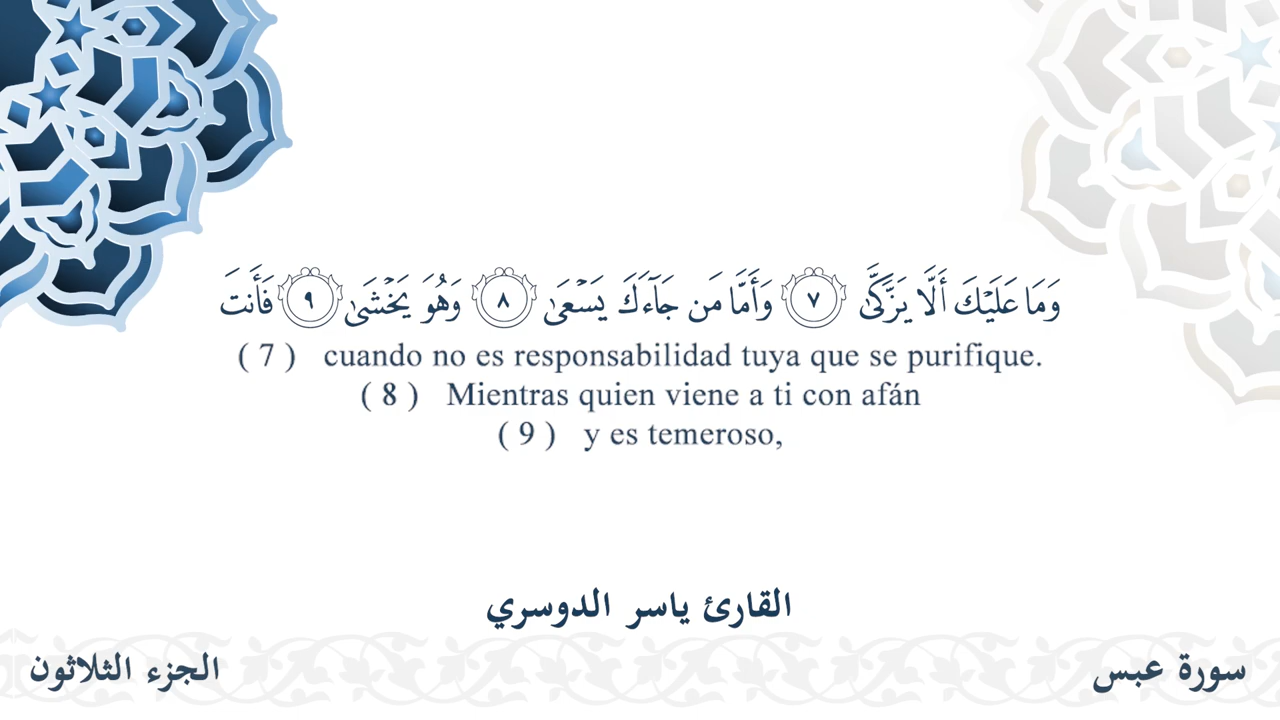 وَمَا عَلَيْكَ أَلَّا يَزَّكَّىٰ ٧ وَأَمَّا مَن جَآءَكَ يَسْعَىٰ ٨ وَهُوَ يَخْشَىٰ ٩ فَأَنتَ
( 7 ) cuando no es responsabilidad tuya que se purifique.
( 8 ) Mientras quien viene a ti con afán
( 9 ) y es temeroso,
القارئ ياسر الدوسري
سورة عبس
الجزء الثلاثون